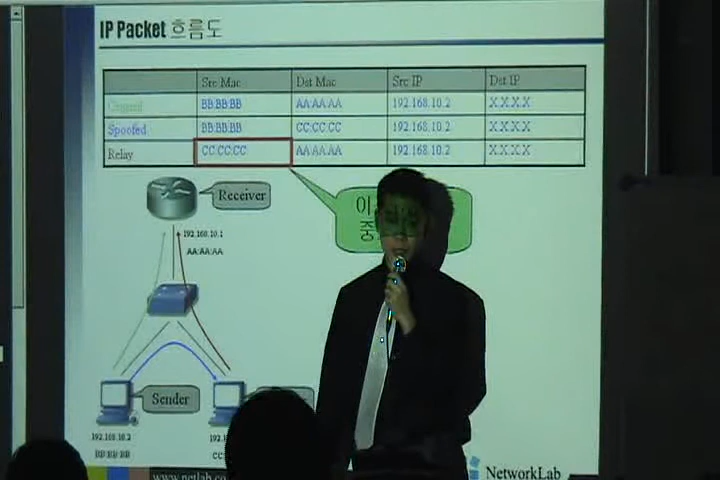 IP Packet 흐름도
Src Mac Dst Mac Src IP Dst IP
BB:BB:BB AA:AA:AA 192.168.10.2 X.X.X.X
Spoofed BB:BB:BB CC:CC:CC 192.168.10.2 X.X.X.X
Relay CC:CC:CC AA:AA:AA 192.168.10.2 X.X.X.X
Receiver
이
중
192.168.10.1
AA:AA:AA
Sender
192.168.10.2
BB:BB:BB
NetworkLab